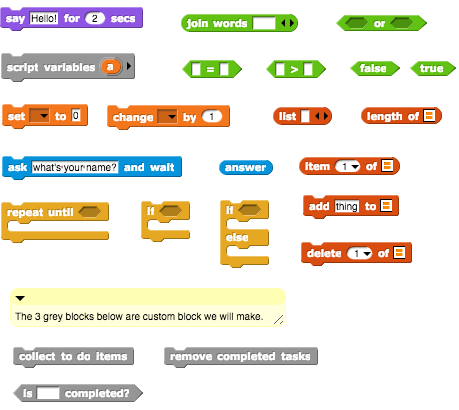 say Hello! for 2 secs
join words
or
script variables a
=
>
false
true
set to 0
change by 1
list
length of
ask what's your name? and wait
answer
item 1 of
repeat until
if
if
else
add thing to
delete 1 of
The 3 grey blocks below are custom block we will make.
collect to do items
remove completed tasks
is completed?